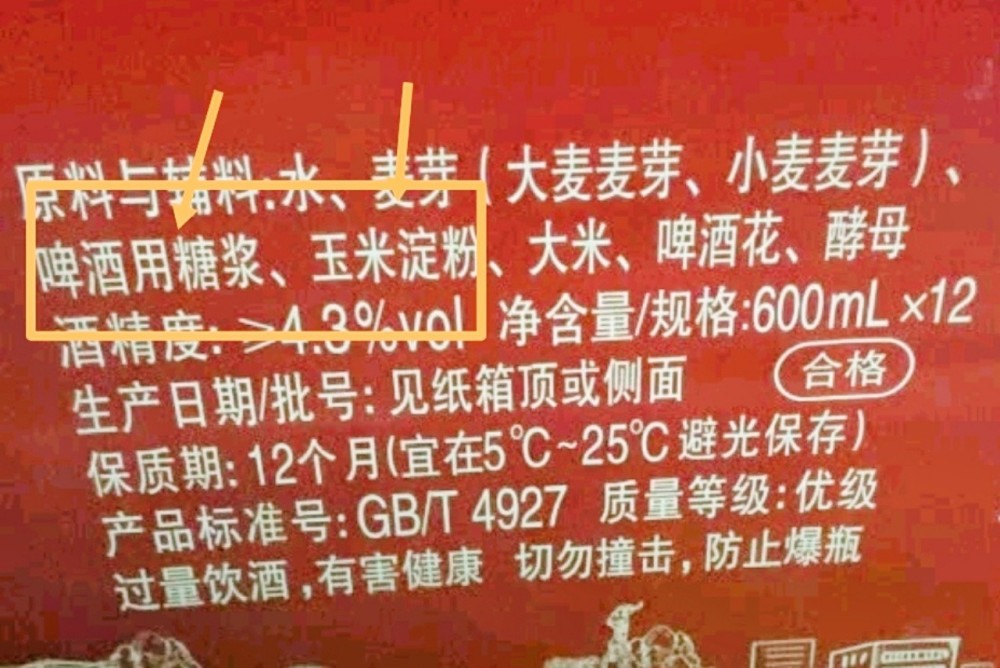 原料与辅料:水、麦芽(大麦麦芽、小麦麦芽)、
啤酒用糖浆、玉米淀粉、大米、啤酒花、酵母
酒精度: ≥4.3%vol 净含量/规格:600mL×12
生产日期/批号: 见纸箱顶或侧面 合格
保质期: 12个月(宜在5℃~25℃避光保存)
产品标准号: GB/T 4927 质量等级: 优级
过量饮酒,有害健康 切勿撞击,防止爆瓶